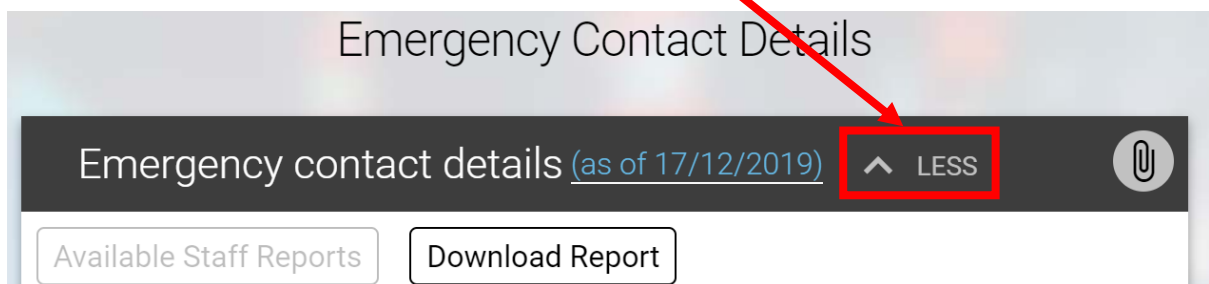 Emergency Contact Details
Emergency contact details (as of 17/12/2019) LESS
Available Staff Reports Download Report